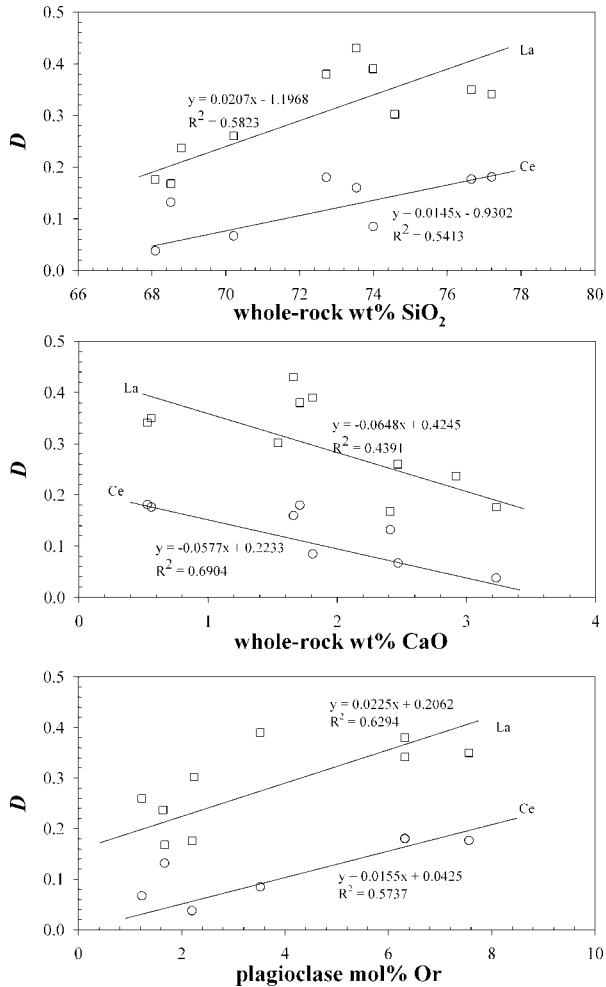 0.5
La
0.4
y = 0.0207x - 1.1968
R2 = 0.5823
0.3
D
0.2
Ce
y = 0.0145x - 0.9302
R2 = 0.5413
0.1
0.0
66 68 70 72 74 76 78 80
whole-rock wt% SiO2
0.5
La
0.4
y = -0.0648x + 0.4245
R2 = 0.4391
0.3
D
0.2
Ce
y = -0.0577x + 0.2233
R2 = 0.6904
0.1
0.0
0 1 2 3 4
whole-rock wt% CaO
0.5
y = 0.0225x + 0.2062
R2 = 0.6294
La
0.4
0.3
D
Ce
0.2
y = 0.0155x + 0.0425
R2 = 0.5737
0.1
0.0
0 2 4 6 8 10
plagioclase mol% Or